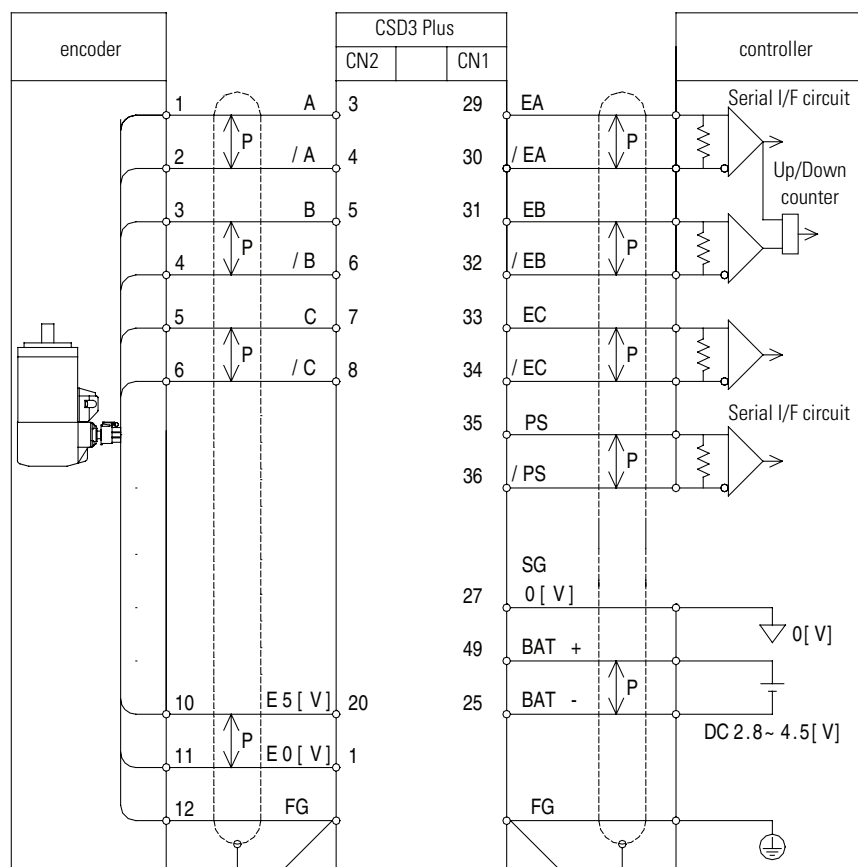 encoder
CSD3 Plus
CN2 CN1
controller
Serial I/F circuit
1 A 3 29 EA
P P
2 / A 4 30 / EA
Up/Down
counter
3 B 5 31 EB
P P
4 / B 6 32 / EB
5 C 7 33 EC
P P
6 / C 8 34 / EC
Serial I/F circuit
35 PS
P
36 / PS
SG
27 0 [ V ]
0[ V ]
49 BAT +
P
10 E 5 [ V ] 20 25 BAT -
DC 2.8~ 4.5[ V ]
P
11 E 0 [ V ] 1
12 FG FG